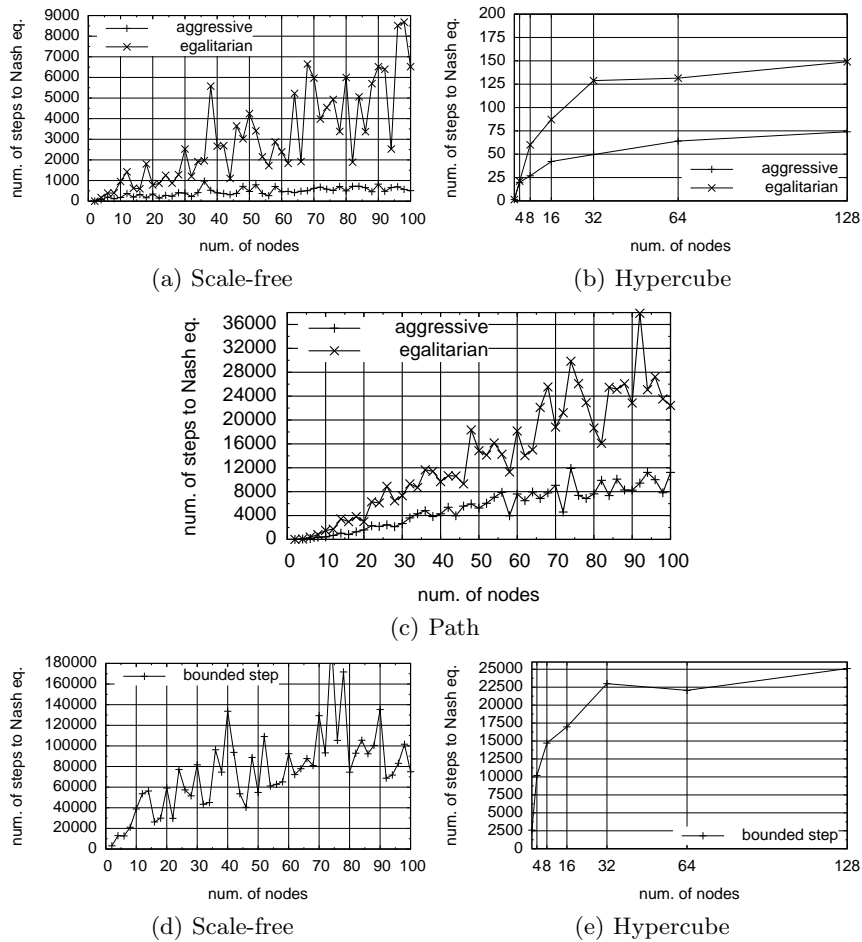 9000
8000
7000
6000
5000
4000
3000
2000
1000
0
num. of steps to Nash eq.
aggressive
egalitarian
0 10 20 30 40 50 60 70 80 90 100
num. of nodes
(a) Scale-free
200
175
150
125
100
75
50
25
0
num. of steps to Nash eq.
aggressive
egalitarian
4 8 16 32 64 128
num. of nodes
(b) Hypercube
36000
32000
28000
24000
20000
16000
12000
8000
4000
0
num. of steps to Nash eq.
aggressive
egalitarian
0 10 20 30 40 50 60 70 80 90 100
num. of nodes
(c) Path
180000
160000
140000
120000
100000
80000
60000
40000
20000
0
num. of steps to Nash eq.
bounded step
0 10 20 30 40 50 60 70 80 90 100
num. of nodes
(d) Scale-free
25000
22500
20000
17500
15000
12500
10000
7500
5000
2500
0
num. of steps to Nash eq.
bounded step
4 8 16 32 64 128
num. of nodes
(e) Hypercube